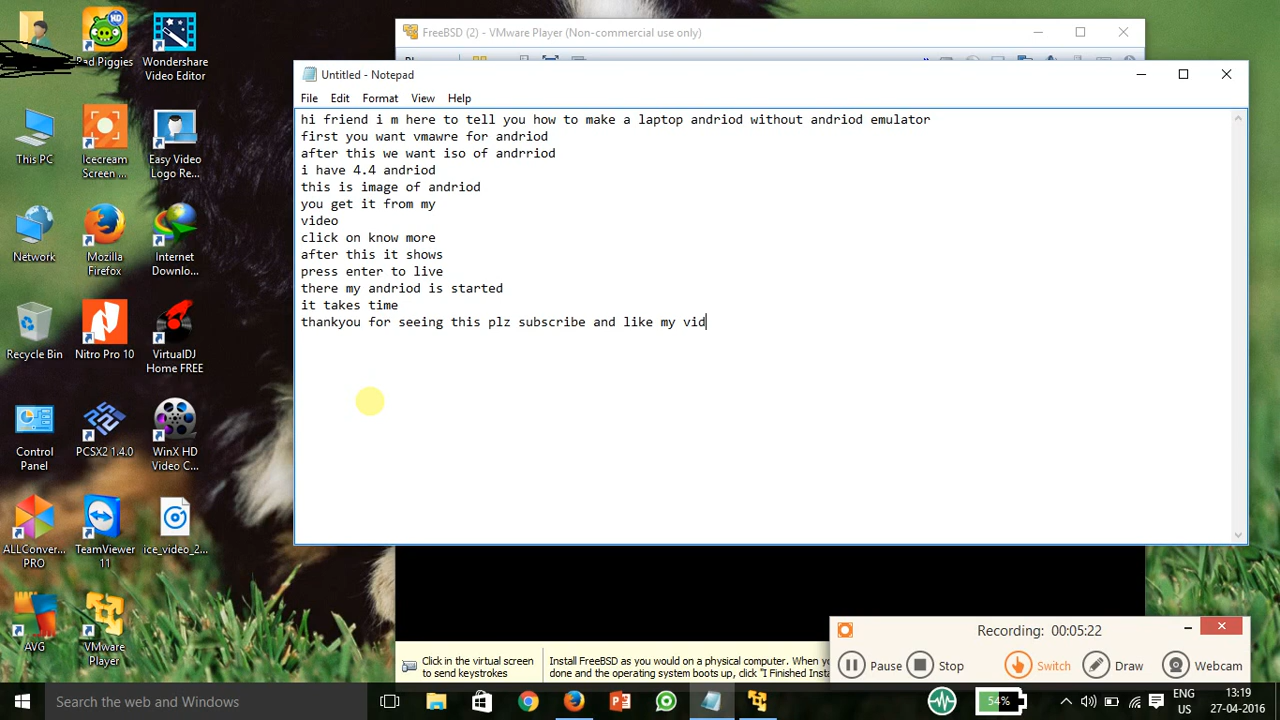 Bad Piggies
Wondershare
Video Editor
This PC
Icecream
Screen ...
Easy Video
Logo Re...
Network
Mozilla
Firefox
Internet
Downlo...
Recycle Bin
Nitro Pro 10
VirtualDJ
Home FREE
Control
Panel
PCSX2 1.4.0
WinX HD
Video C...
ALLConver...
PRO
TeamViewer
11
ice_video_2...
AVG
VMware
Player
FreeBSD (2) - VMware Player (Non-commercial use only)
Untitled - Notepad
File Edit Format View Help
hi friend i m here to tell you how to make a laptop andriod without andriod emulator
first you want vmawre for andriod
after this we want iso of andrriod
i have 4.4 andriod
this is image of andriod
you get it from my
video
click on know more
after this it shows
press enter to live
there my andriod is started
it takes time
thankyou for seeing this plz subscribe and like my vid
Click in the virtual screen
to send keystrokes
Install FreeBSD as you would on a physical computer. When
done and the operating system boots up, click "I Finished
Recording: 00:05:22
Pause Stop Switch Draw Webcam
Search the web and Windows
54%
ENG
US
13:19
27-04-2016